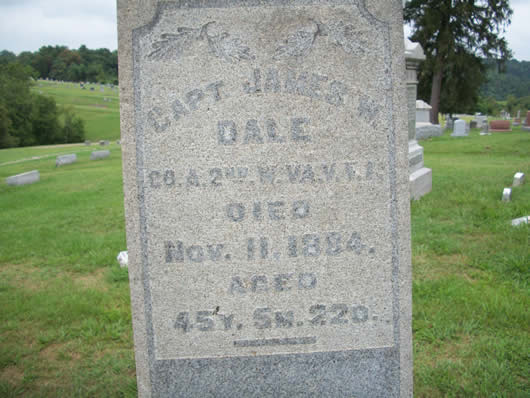 CAPT JAMES M.
DALE
CO. A. 2ND. W. VA. V. I.
DIED
NOV. 11. 1884.
AGED
45Y. 5M. 22D.